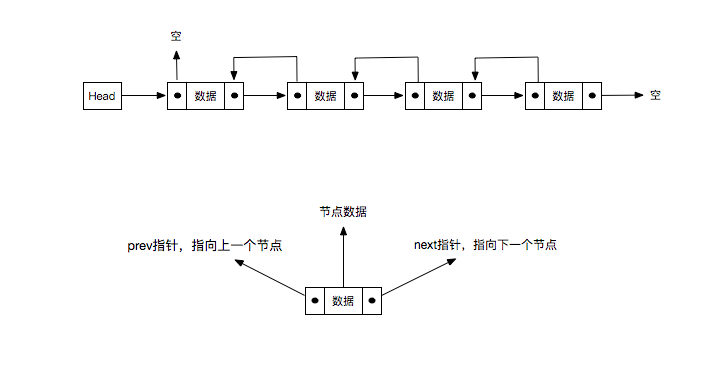 空
Head
数据
数据
数据
数据
空
节点数据
prev指针，指向上一个节点
next指针，指向下一个节点
数据